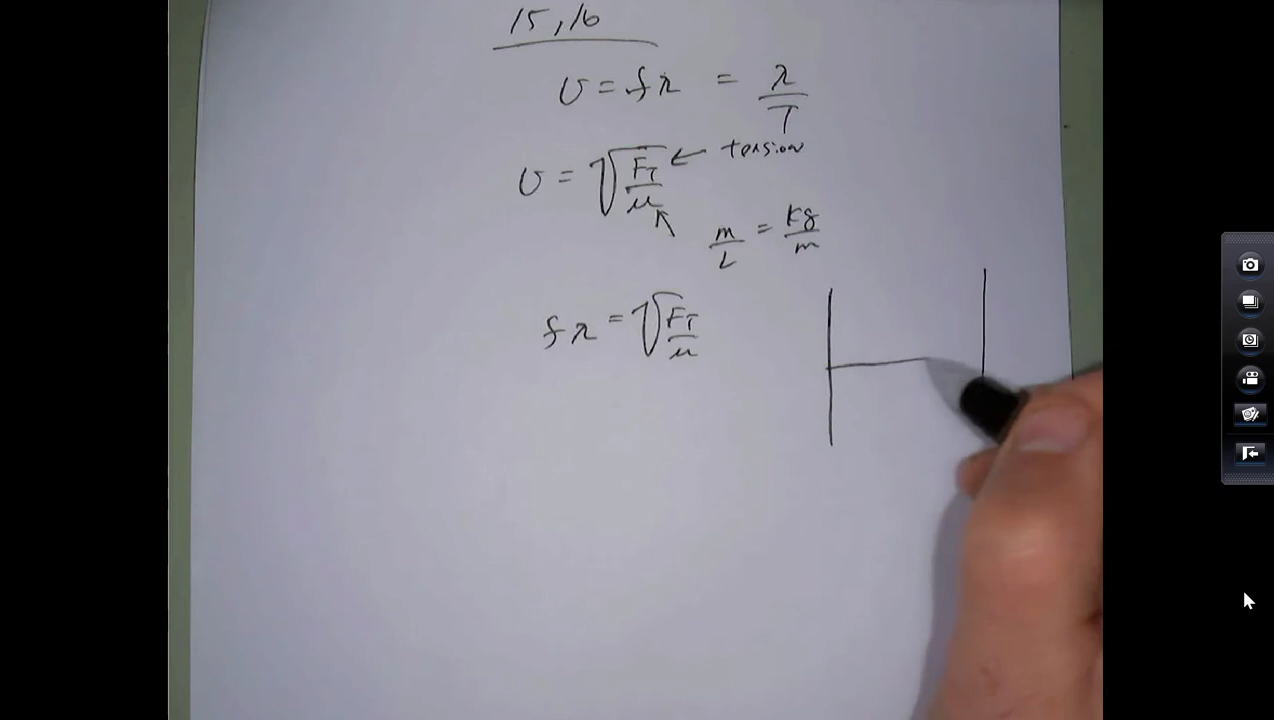 15, 16
υ = fλ = λ/T
υ = √(F_T/μ) ← tension
m/L = kg/m
fλ = √(F_T/μ)